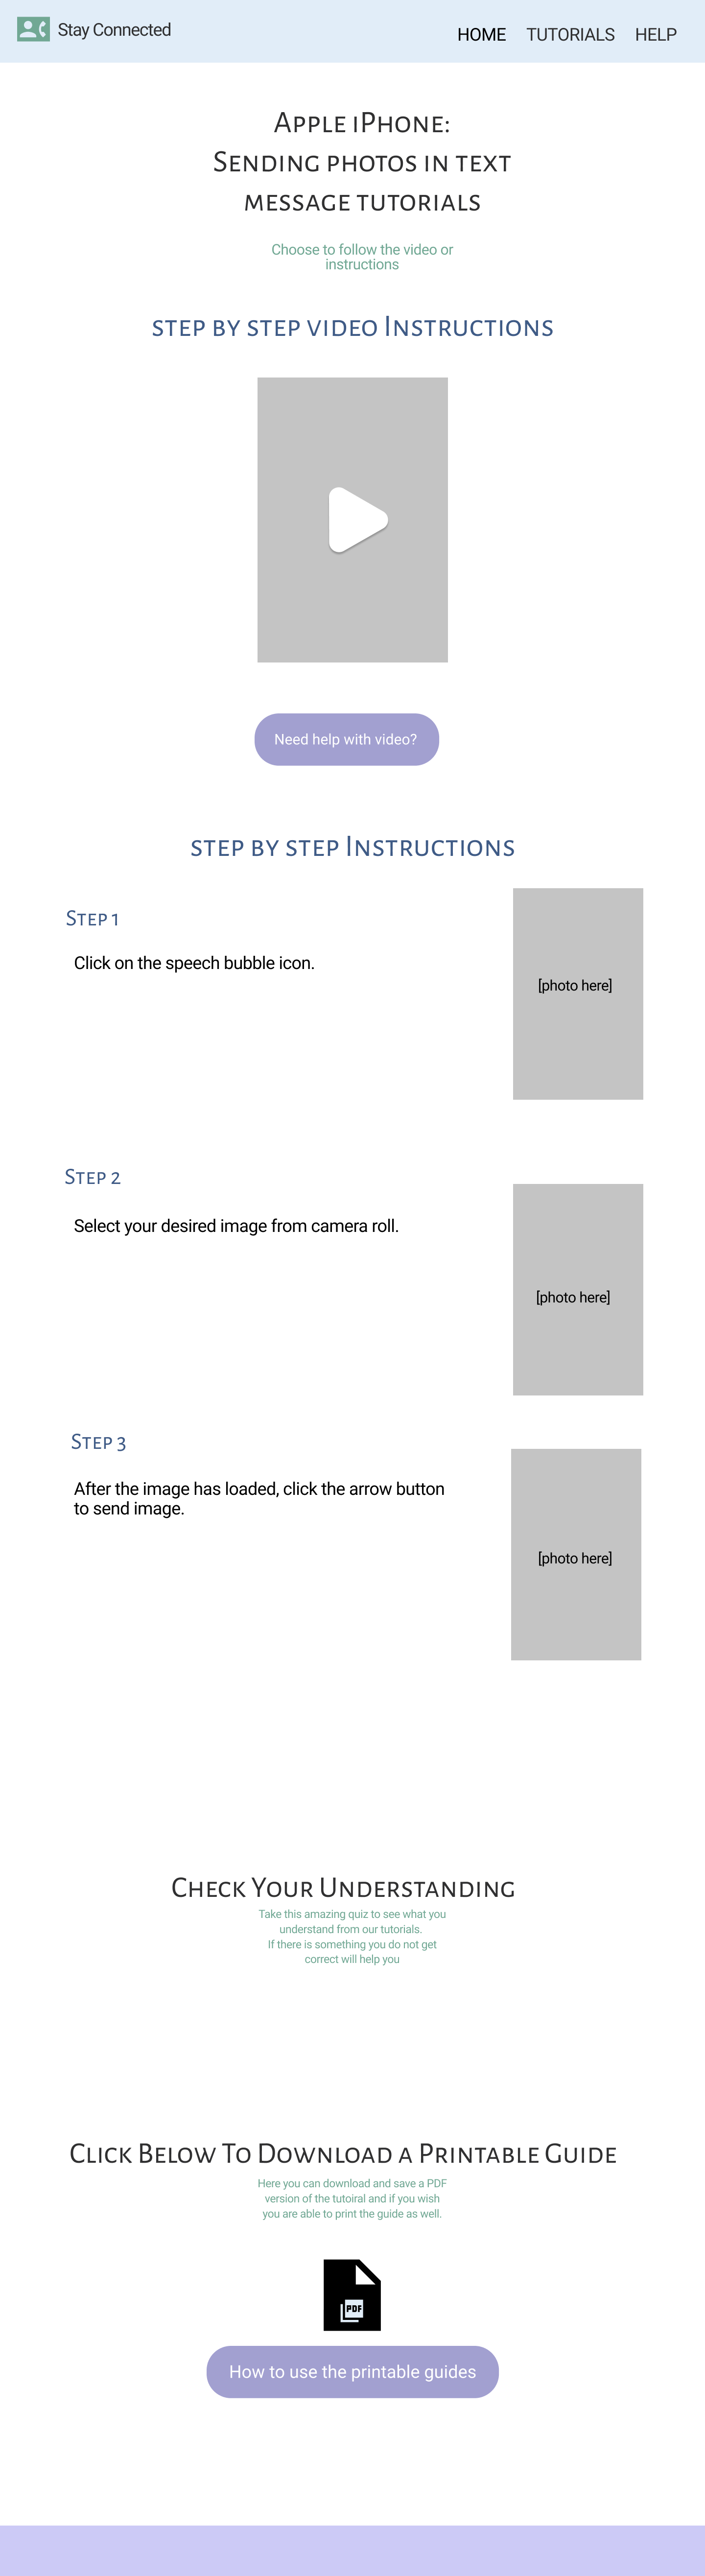 Stay Connected
HOME TUTORIALS HELP
Apple iPhone:
Sending photos in text
message tutorials
Choose to follow the video or
instructions
step by step video Instructions
Need help with video?
step by step Instructions
Step 1
Click on the speech bubble icon.
[photo here]
Step 2
Select your desired image from camera roll.
[photo here]
Step 3
After the image has loaded, click the arrow button
to send image.
[photo here]
Check Your Understanding
Take this amazing quiz to see what you
understand from our tutorials.
If there is something you do not get
correct will help you
Click Below To Download a Printable Guide
Here you can download and save a PDF
version of the tutoiral and if you wish
you are able to print the guide as well.
PDF
How to use the printable guides